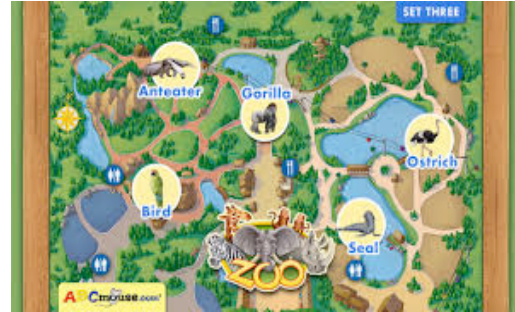 SET THREE
Anteater
Gorilla
Ostrich
Bird
Seal
ZOO
ABCmouse.com